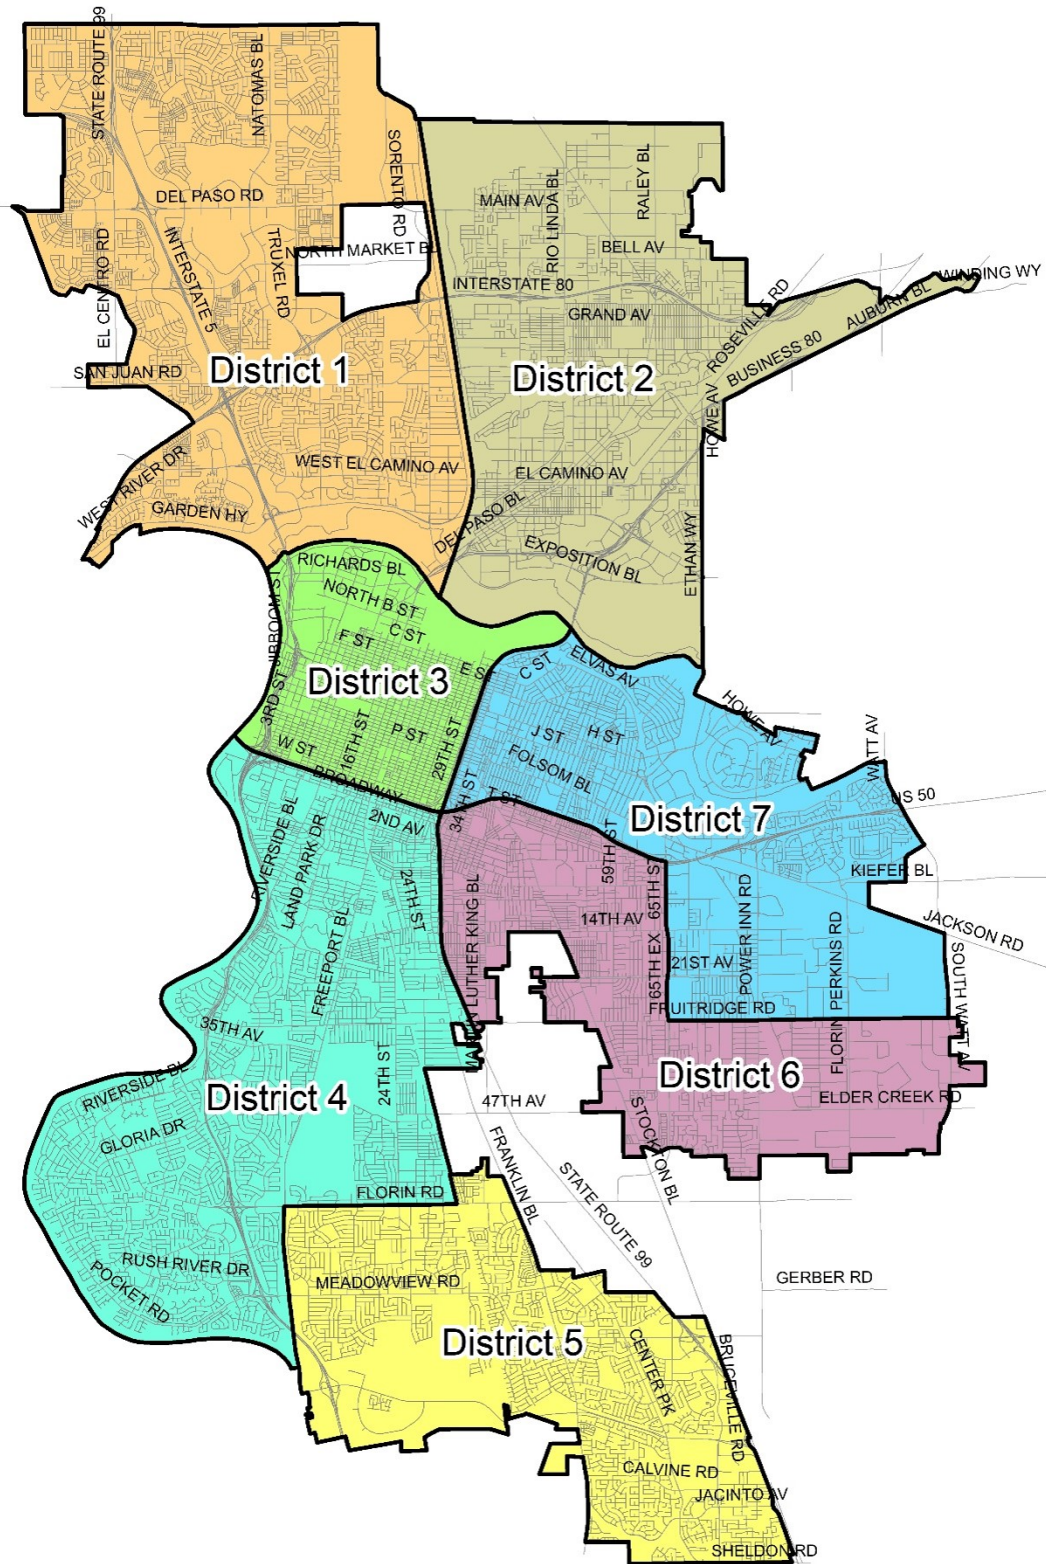 STATE ROUTE 99
NATOMAS BL
SORENTO RD
DEL PASO RD
MAIN AV
RIO LINDA BL
RALEY BL
BELL AV
NORTH MARKET BL
EL CENTRO RD
INTERSTATE 5
TRUXEL RD
INTERSTATE 80
WINDING WY
GRAND AV
ROSEVILLE RD
AUBURN BL
BUSINESS 80
SAN JUAN RD
District 1
District 2
HOWE AV
WEST EL CAMINO AV
EL CAMINO AV
WEST RIVER DR
GARDEN HY
DEL PASO BL
EXPOSITION BL
ETHAN WY
RICHARDS BL
JIBBOOM ST
NORTH B ST
C ST
F ST
E ST
C ST
ELVAS AV
District 3
3RD ST
HOWE AV
16TH ST
P ST
29TH ST
J ST
H ST
W ST
FOLSOM BL
WATT AV
BROADWAY
34TH ST
T ST
US 50
2ND AV
District 7
RIVERSIDE BL
LAND PARK DR
59TH ST
65TH ST
KIEFER BL
24TH ST
MARTIN LUTHER KING BL
14TH AV
POWER INN RD
JACKSON RD
FREEPORT BL
FLORIN PERKINS RD
21ST AV
65TH EX
SOUTH WATT AV
FRUITRIDGE RD
35TH AV
RIVERSIDE BL
24TH ST
District 4
District 6
47TH AV
ELDER CREEK RD
GLORIA DR
STOCKTON BL
FRANKLIN BL
STATE ROUTE 99
FLORIN RD
RUSH RIVER DR
MEADOWVIEW RD
GERBER RD
POCKET RD
District 5
CENTER PK
BRUCEVILLE RD
CALVINE RD
JACINTO AV
SHELDON RD